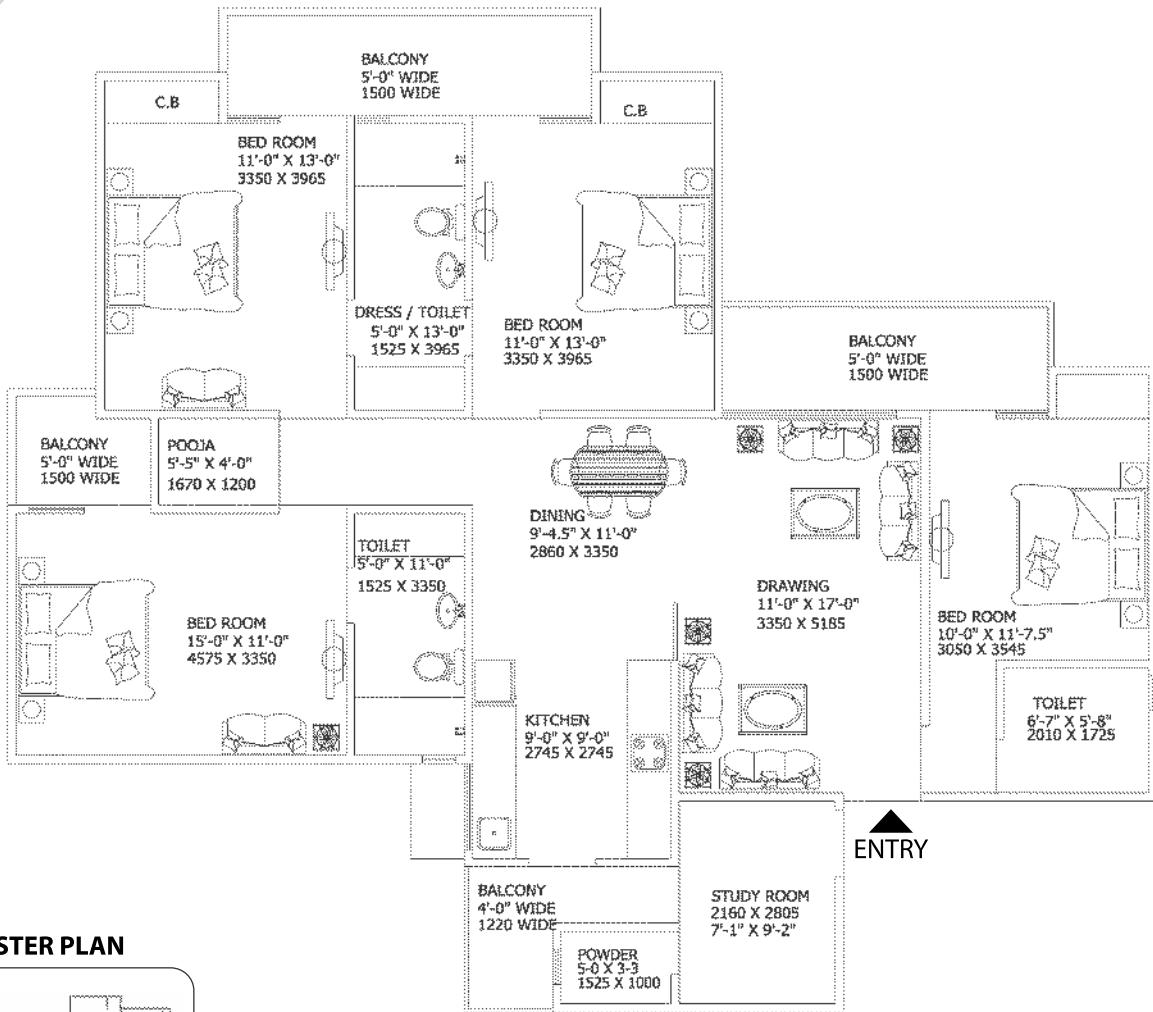 BALCONY
5'-0" WIDE
1500 WIDE
C.B
C.B
BED ROOM
11'-0" X 13'-0"
3350 X 3965
DRESS / TOILET
5'-0" X 13'-0"
1525 X 3965
BED ROOM
11'-0" X 13'-0"
3350 X 3965
BALCONY
5'-0" WIDE
1500 WIDE
BALCONY
5'-0" WIDE
1500 WIDE
POOJA
5'-5" X 4'-0"
1670 X 1200
DINING
9'-4.5" X 11'-0"
2860 X 3350
TOILET
5'-0" X 11'-0"
1525 X 3350
DRAWING
11'-0" X 17'-0"
3350 X 5185
BED ROOM
15'-0" X 11'-0"
4575 X 3350
BED ROOM
10'-0" X 11'-7.5"
3050 X 3545
TOILET
6'-7" X 5'-8"
2010 X 1725
KITCHEN
9'-0" X 9'-0"
2745 X 2745
ENTRY
BALCONY
4'-0" WIDE
1220 WIDE
STUDY ROOM
2160 X 2805
7'-1" X 9'-2"
POWDER
5-0 X 3-3
1525 X 1000
STER PLAN